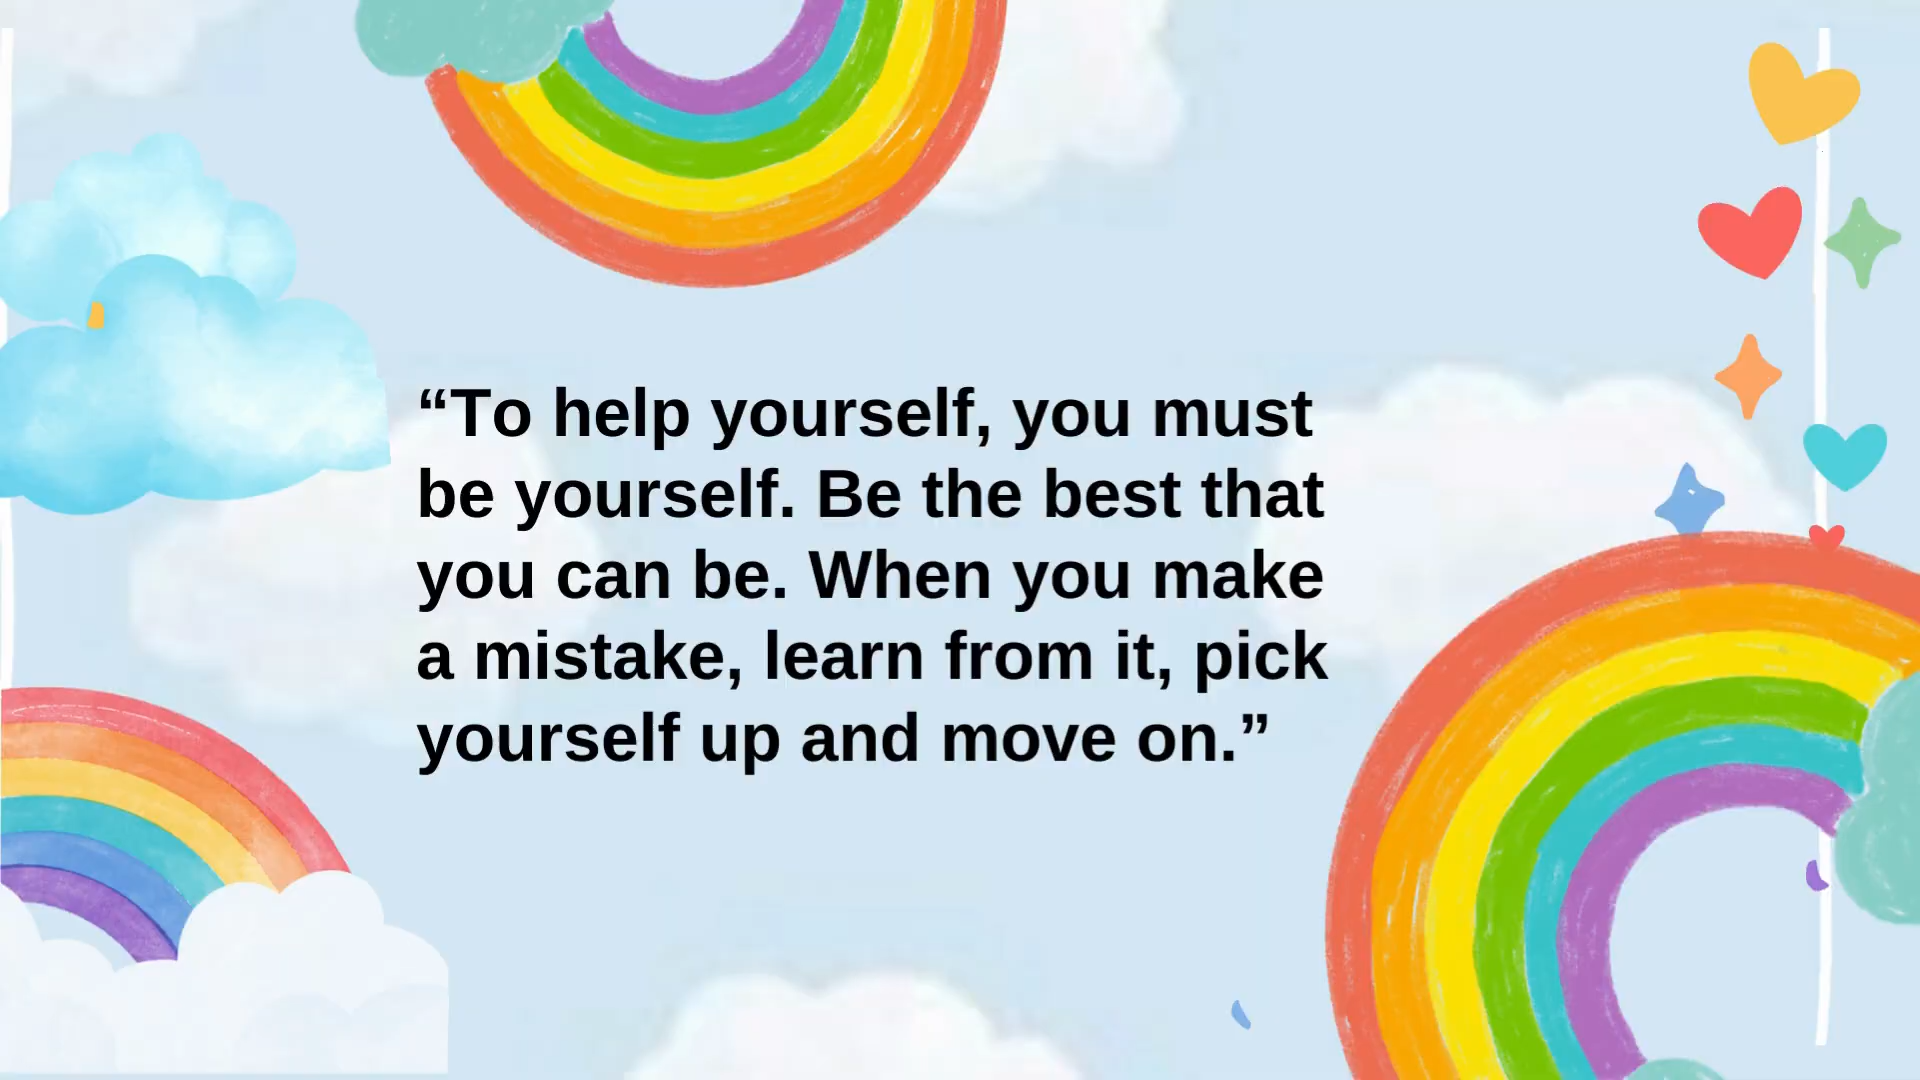 “To help yourself, you must
be yourself. Be the best that
you can be. When you make
a mistake, learn from it, pick
yourself up and move on.”